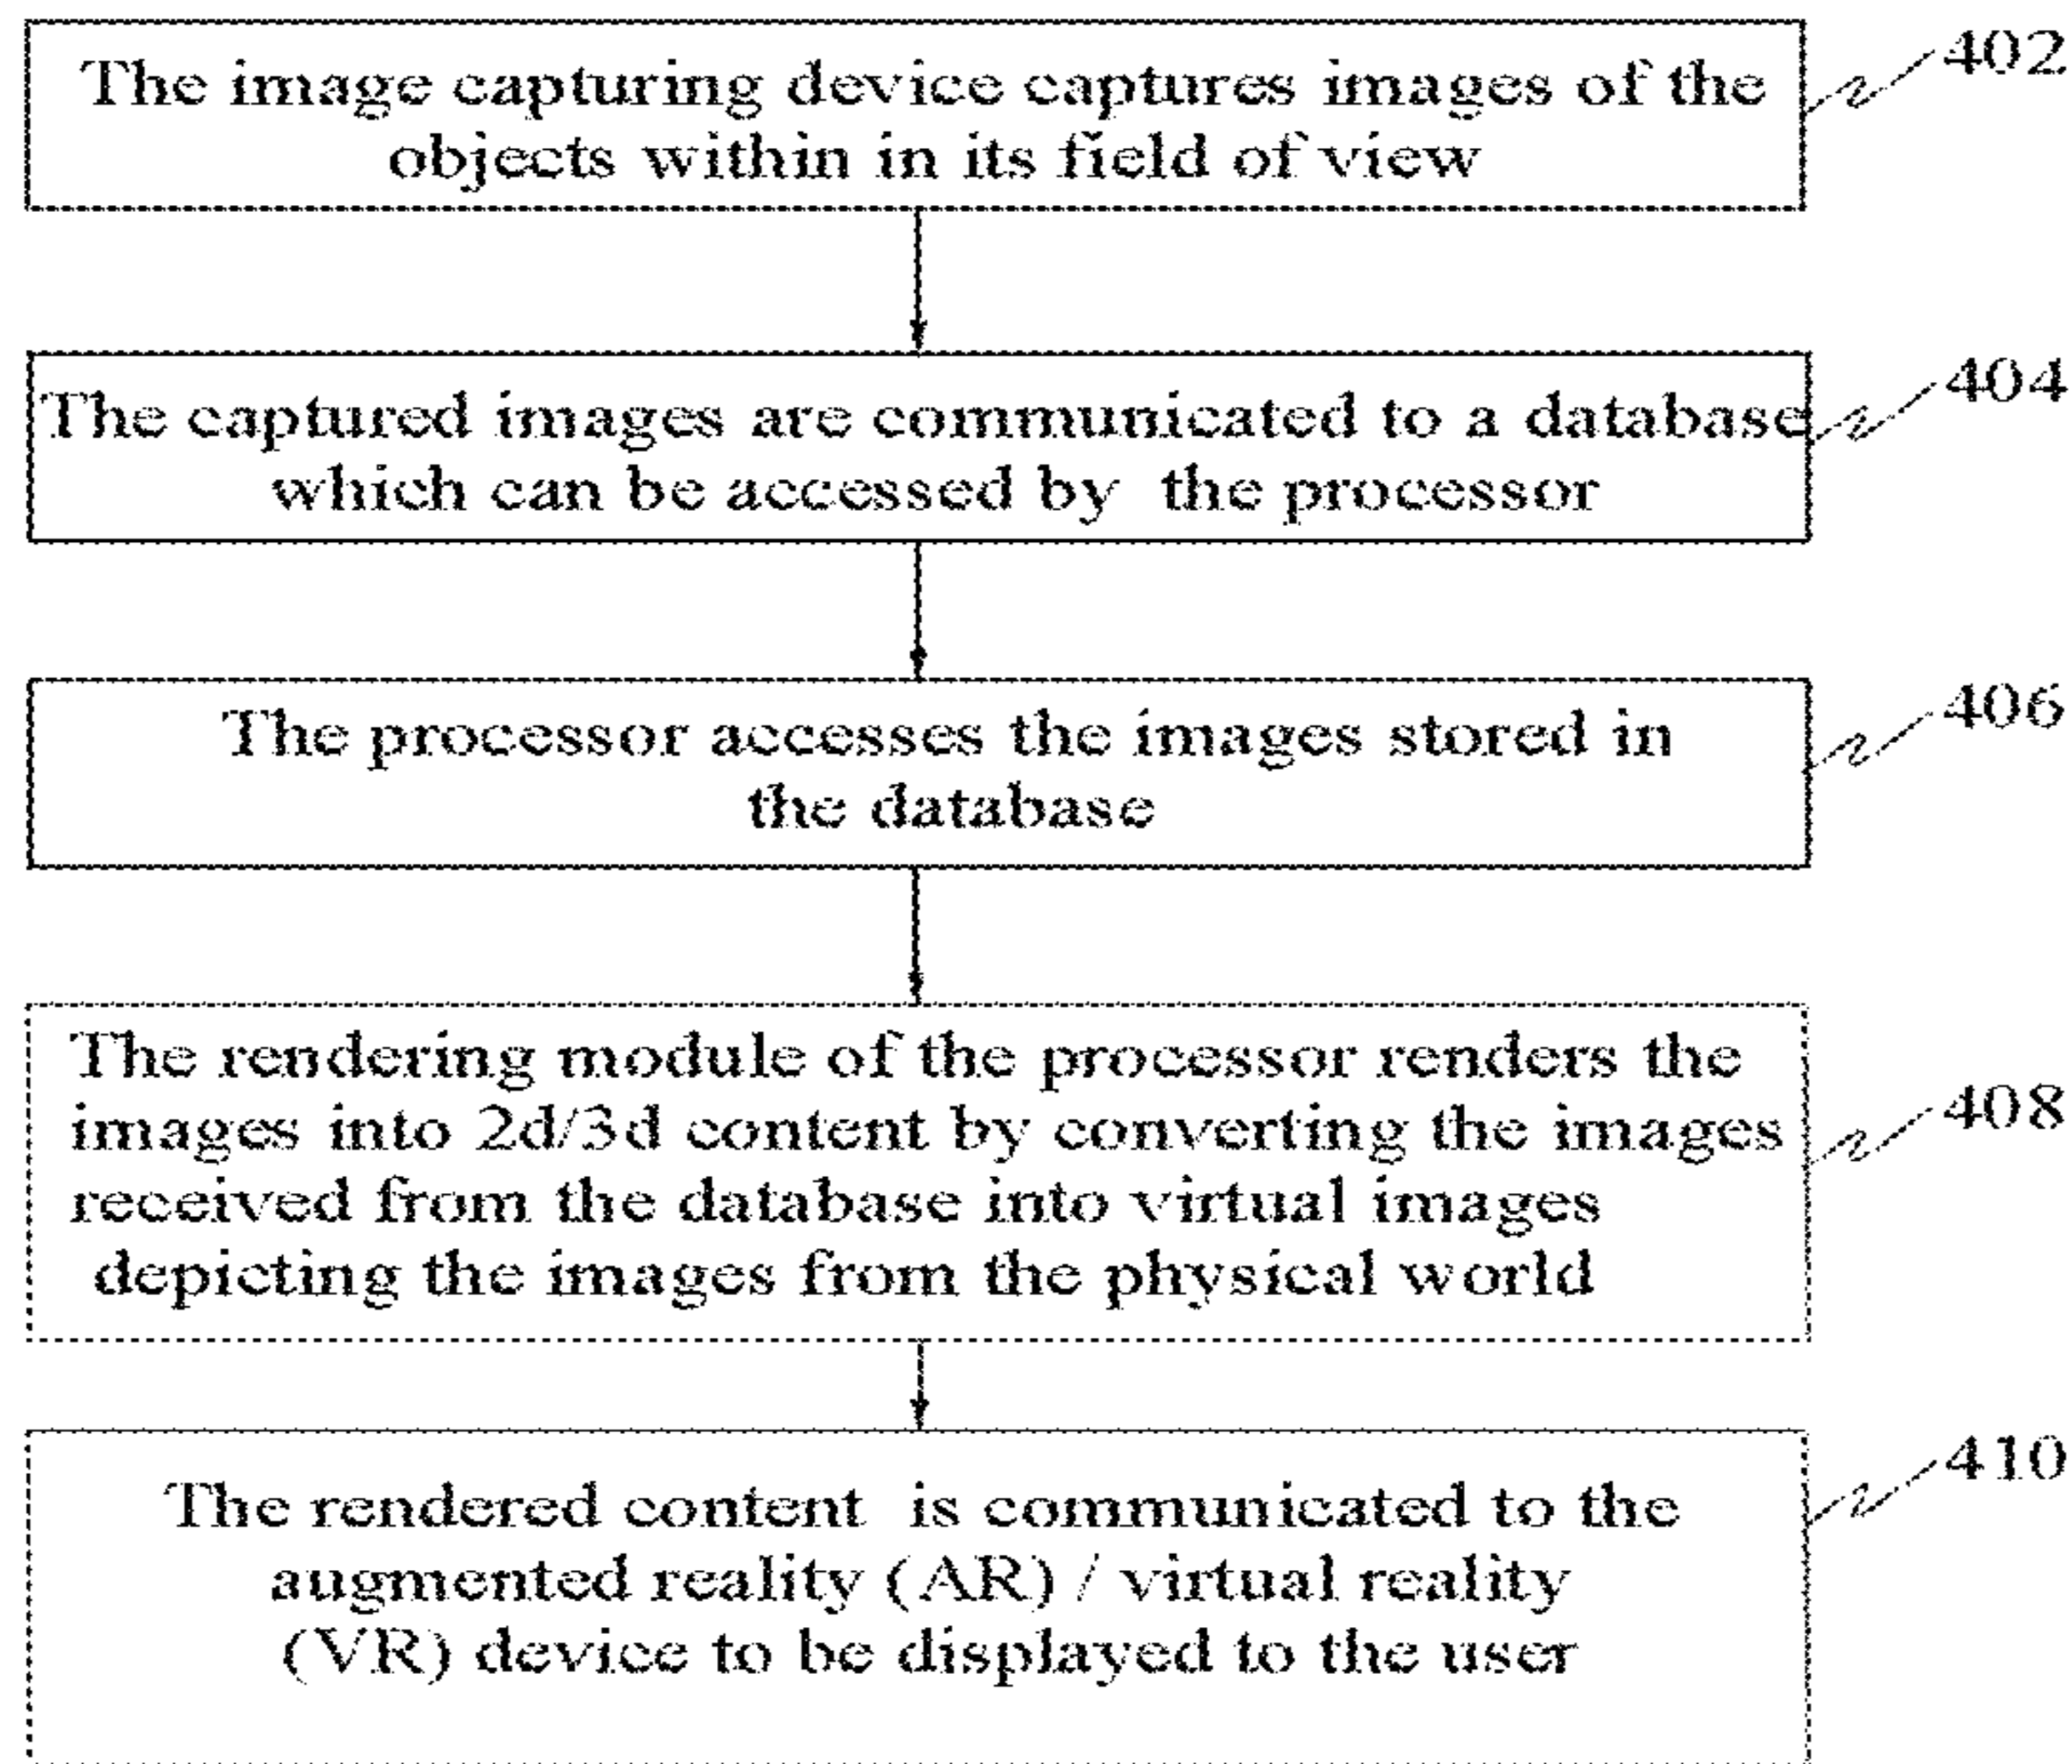 The image capturing device captures images of the
objects within in its field of view
402
The captured images are communicated to a database
which can be accessed by the processor
404
The processor accesses the images stored in
the database
406
The rendering module of the processor renders the
images into 2d/3d content by converting the images
received from the database into virtual images
depicting the images from the physical world
408
The rendered content is communicated to the
augmented reality (AR) / virtual reality
(VR) device to be displayed to the user
410